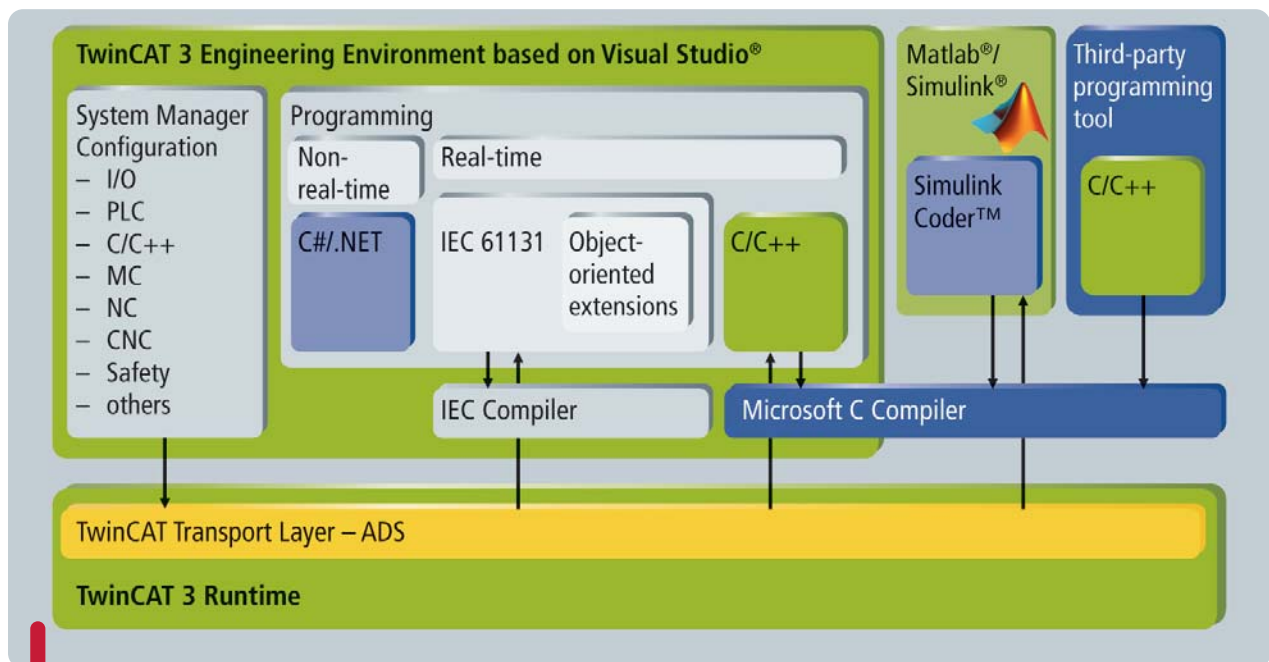 TwinCAT 3 Engineering Environment based on Visual Studio®
System Manager
Configuration
– I/O
– PLC
– C/C++
– MC
– NC
– CNC
– Safety
– others
Programming
Non-
real-time
Real-time
C#/.NET
IEC 61131
Object-
oriented
extensions
C/C++
IEC Compiler
Matlab®/
Simulink®
Simulink
Coder™
Third-party
programming
tool
C/C++
Microsoft C Compiler
TwinCAT Transport Layer – ADS
TwinCAT 3 Runtime